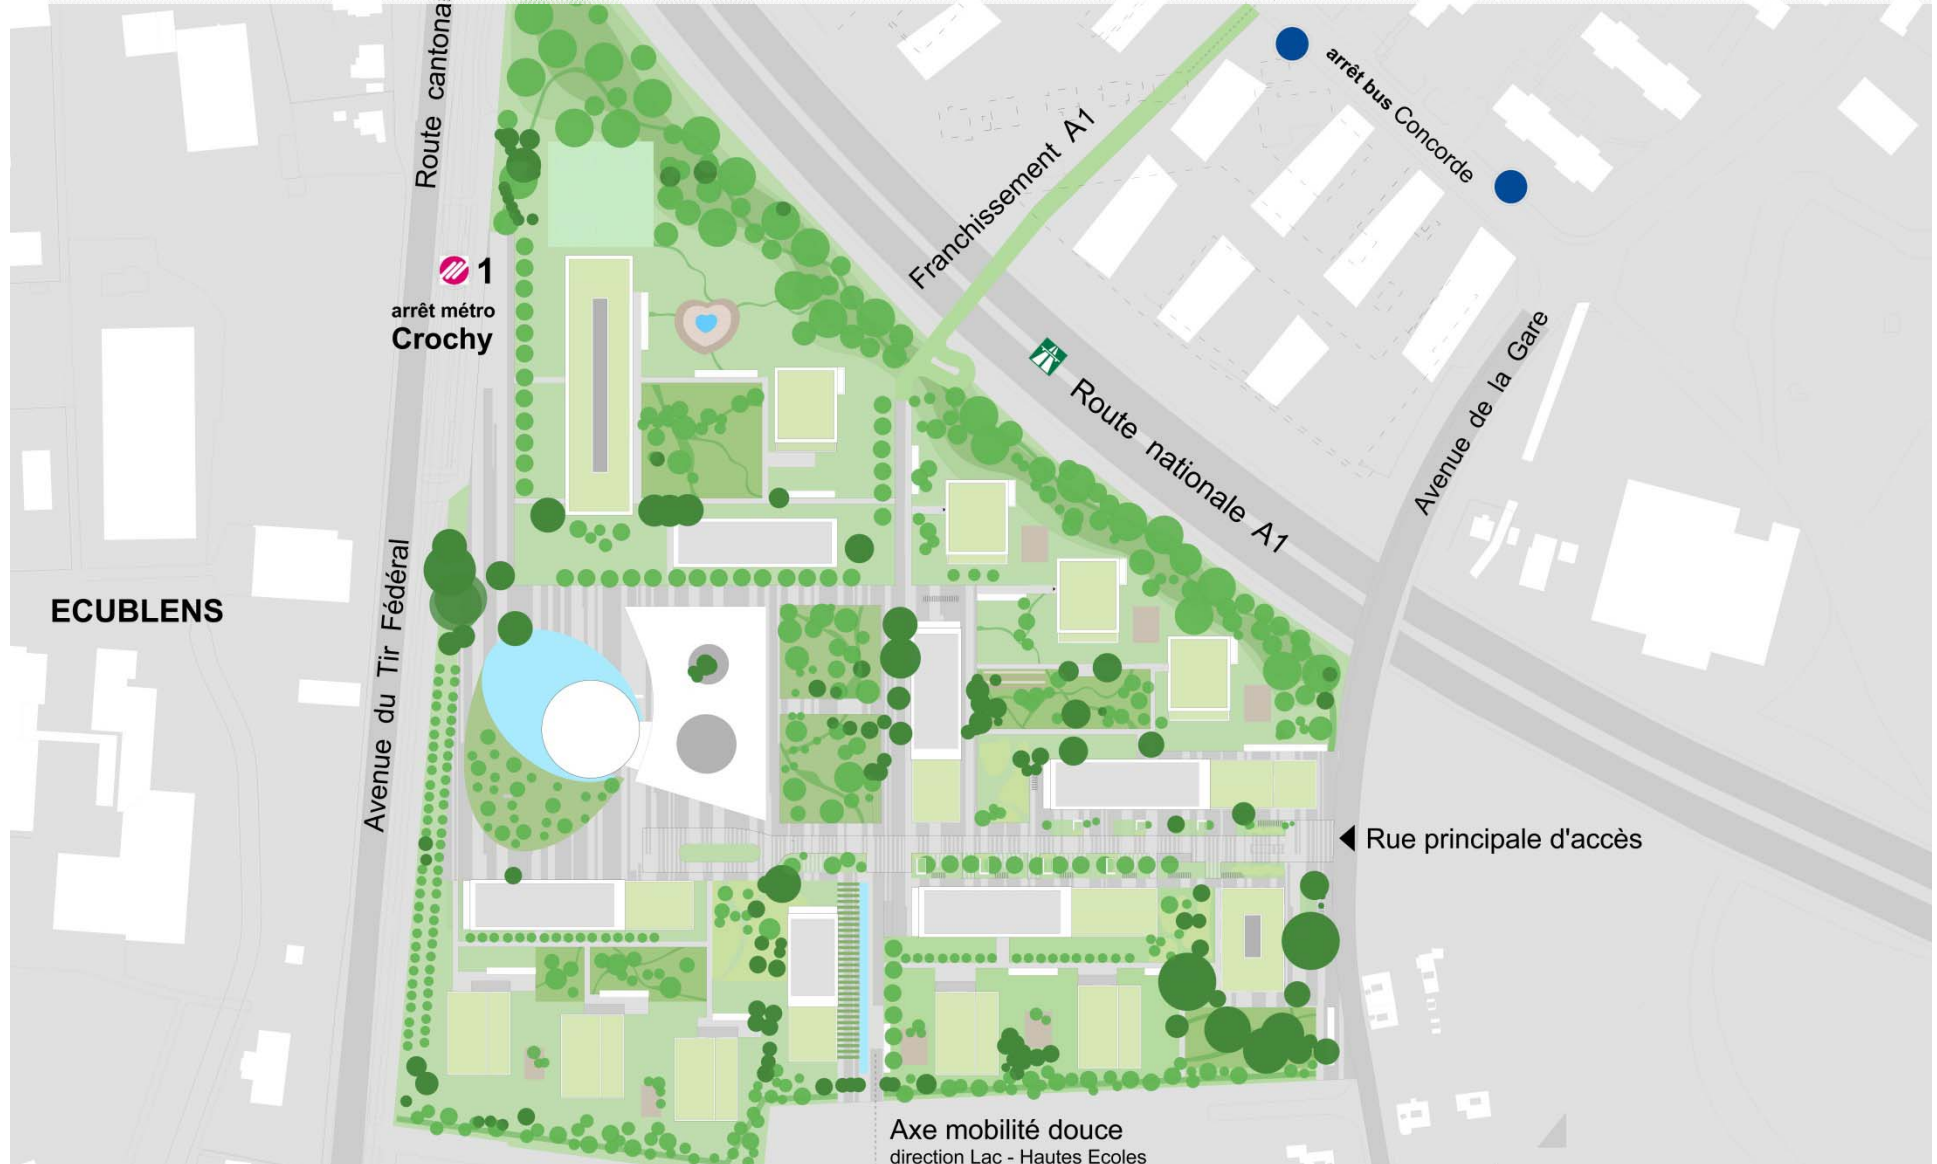 Route cantona
arrêt bus Concorde
Franchissement A1
1
arrêt métro
Crochy
Avenue de la Gare
Route nationale A1
Avenue du Tir Fédéral
ECUBLENS
Rue principale d'accès
Axe mobilité douce
direction Lac - Hautes Ecoles